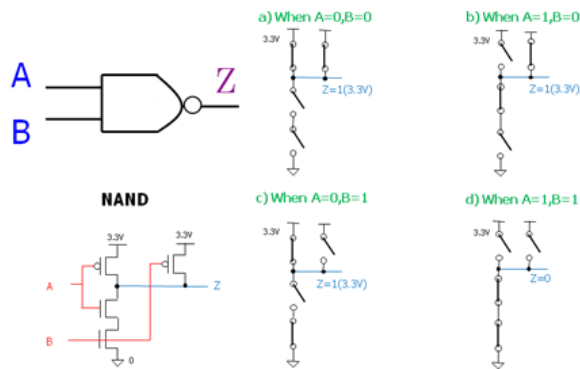 A
B
Z
NAND
3.3V
3.3V
A
Z
B
0
a) When A=0,B=0
3.3V
Z=1(3.3V)
b) When A=1,B=0
3.3V
Z=1(3.3V)
c) When A=0,B=1
3.3V
Z=1(3.3V)
d) When A=1,B=1
3.3V
Z=0